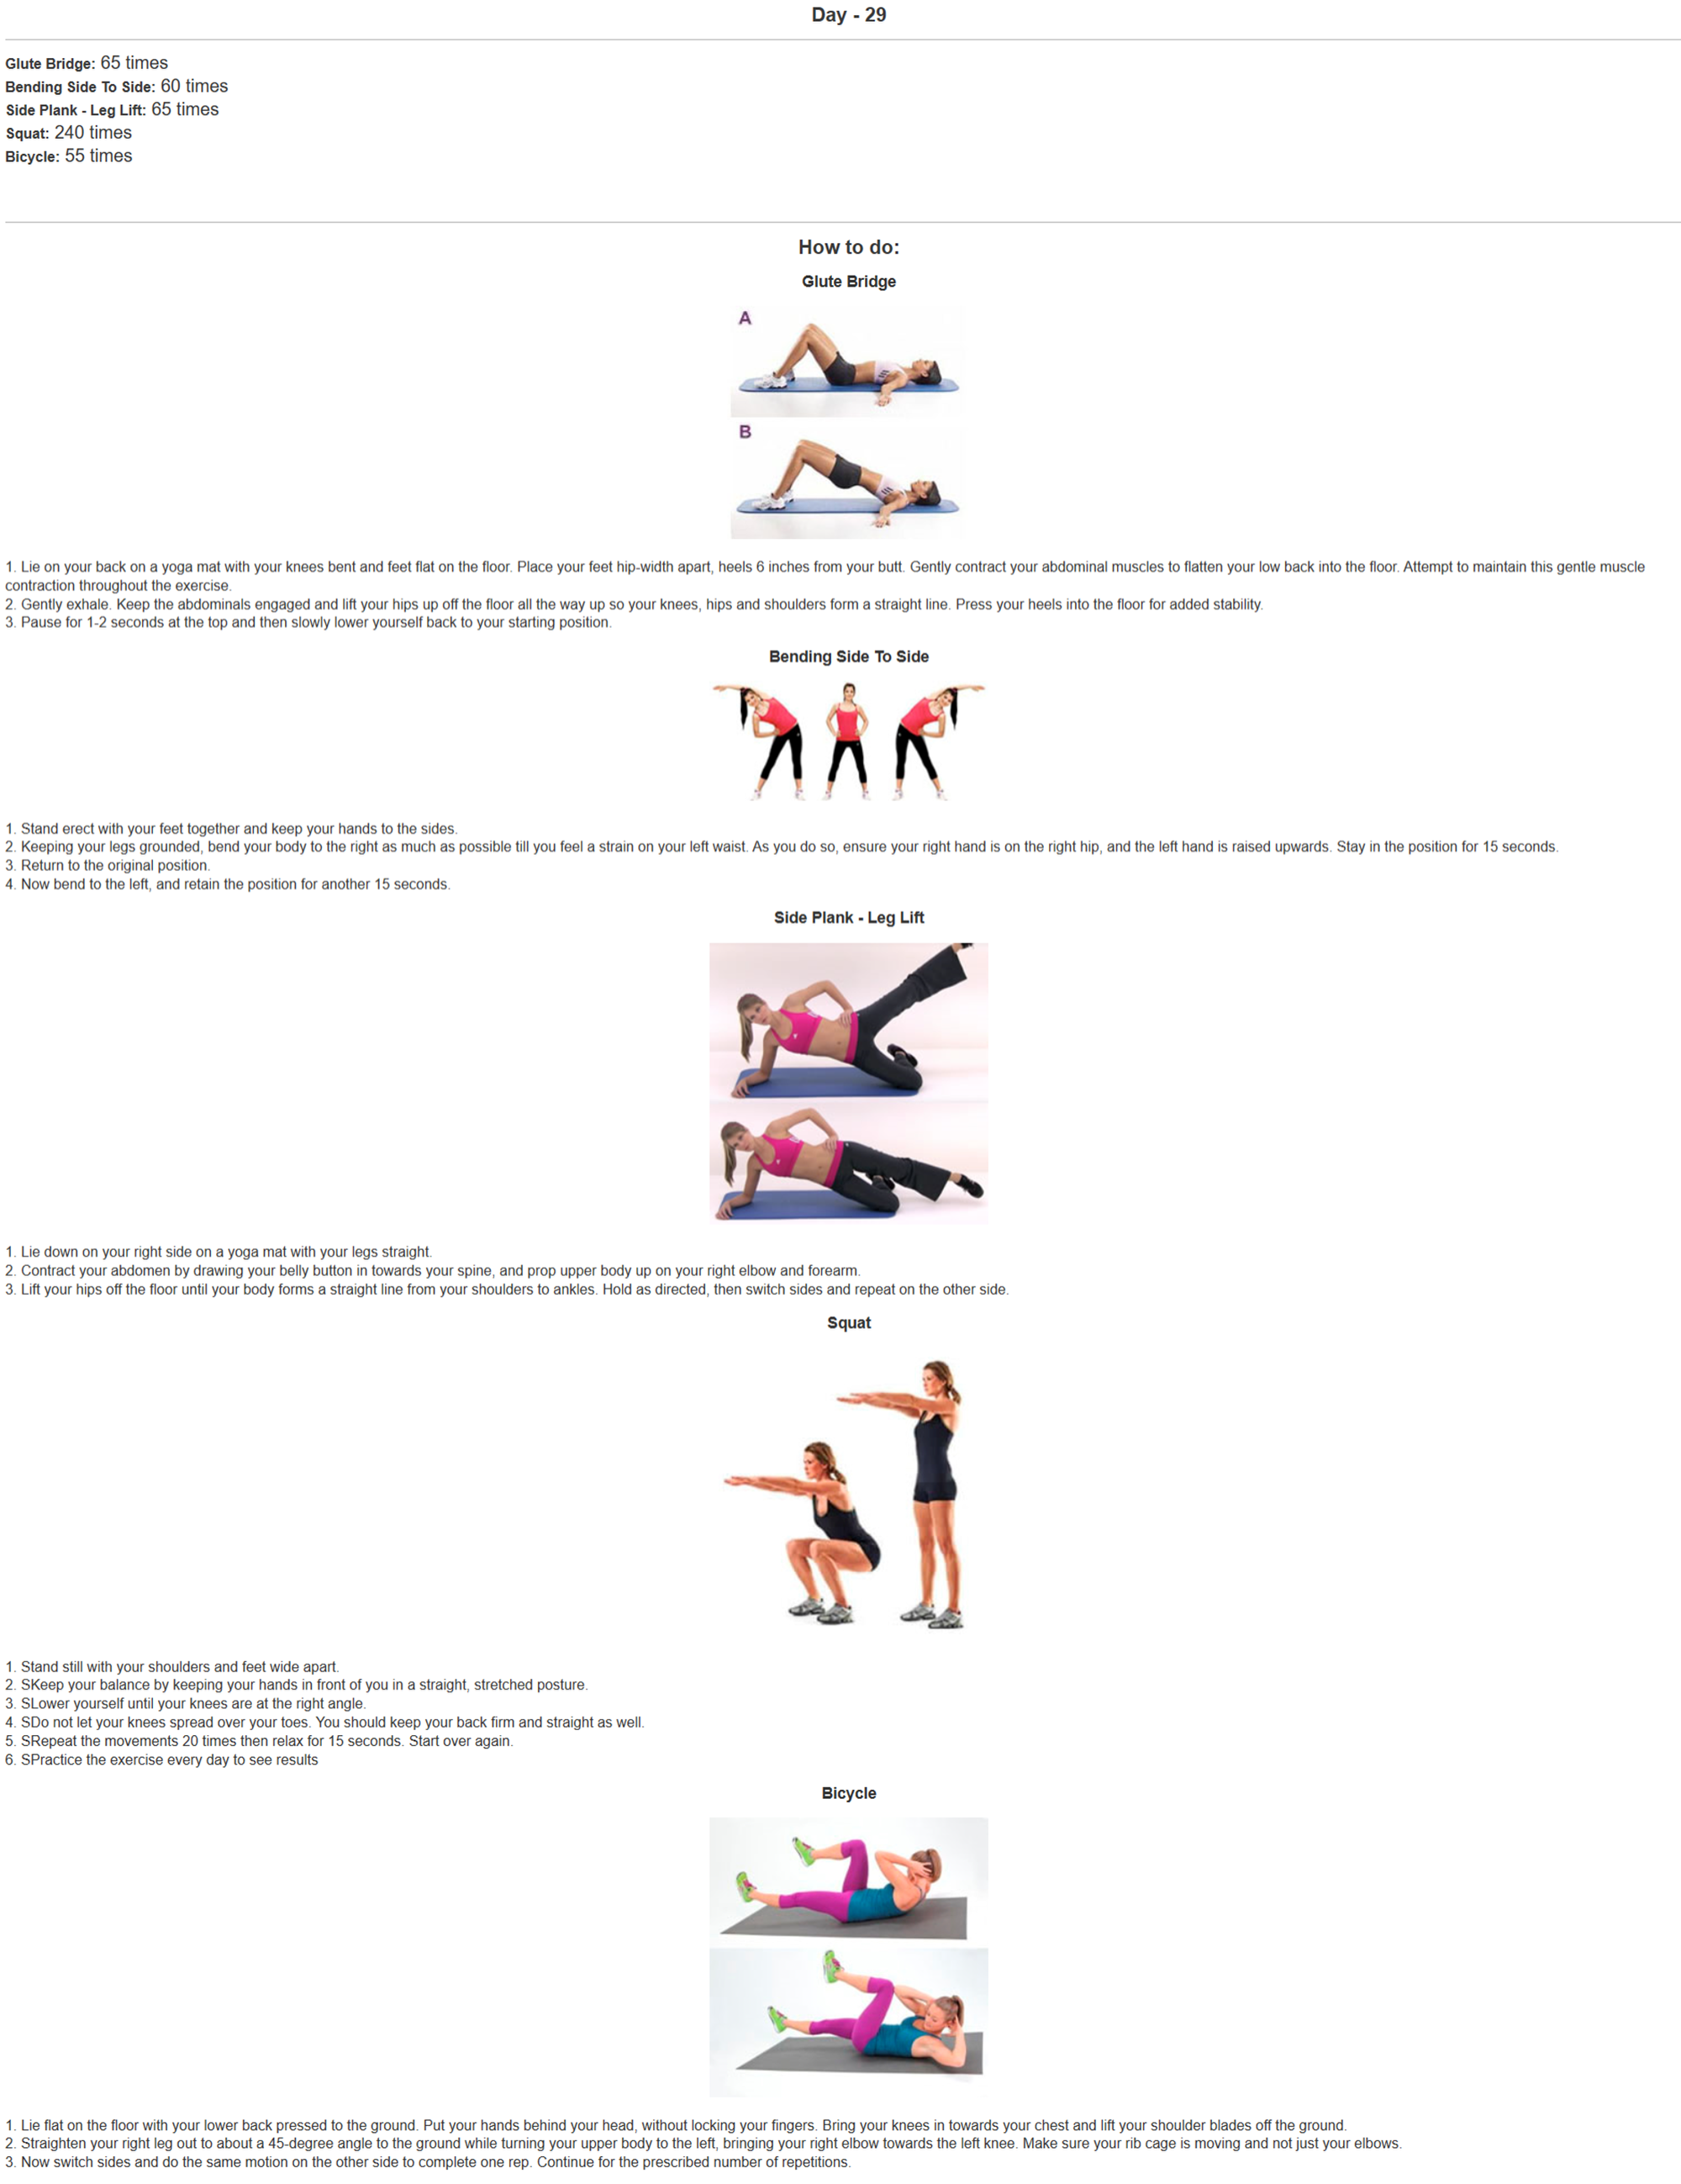 Day - 29
Glute Bridge: 65 times
Bending Side To Side: 60 times
Side Plank - Leg Lift: 65 times
Squat: 240 times
Bicycle: 55 times
How to do:
Glute Bridge
A
B
1. Lie on your back on a yoga mat with your knees bent and feet flat on the floor. Place your feet hip-width apart, heels 6 inches from your butt. Gently contract your abdominal muscles to flatten your low back into the floor. Attempt to maintain this gentle muscle
contraction throughout the exercise.
2. Gently exhale. Keep the abdominals engaged and lift your hips up off the floor all the way up so your knees, hips and shoulders form a straight line. Press your heels into the floor for added stability.
3. Pause for 1-2 seconds at the top and then slowly lower yourself back to your starting position.
Bending Side To Side
1. Stand erect with your feet together and keep your hands to the sides.
2. Keeping your legs grounded, bend your body to the right as much as possible till you feel a strain on your left waist. As you do so, ensure your right hand is on the right hip, and the left hand is raised upwards. Stay in the position for 15 seconds.
3. Return to the original position.
4. Now bend to the left, and retain the position for another 15 seconds.
Side Plank - Leg Lift
1. Lie down on your right side on a yoga mat with your legs straight.
2. Contract your abdomen by drawing your belly button in towards your spine, and prop upper body up on your right elbow and forearm.
3. Lift your hips off the floor until your body forms a straight line from your shoulders to ankles. Hold as directed, then switch sides and repeat on the other side.
Squat
1. Stand still with your shoulders and feet wide apart.
2. SKeep your balance by keeping your hands in front of you in a straight, stretched posture.
3. SLower yourself until your knees are at the right angle.
4. SDo not let your knees spread over your toes. You should keep your back firm and straight as well.
5. SRepeat the movements 20 times then relax for 15 seconds. Start over again.
6. SPractice the exercise every day to see results
Bicycle
1. Lie flat on the floor with your lower back pressed to the ground. Put your hands behind your head, without locking your fingers. Bring your knees in towards your chest and lift your shoulder blades off the ground.
2. Straighten your right leg out to about a 45-degree angle to the ground while turning your upper body to the left, bringing your right elbow towards the left knee. Make sure your rib cage is moving and not just your elbows.
3. Now switch sides and do the same motion on the other side to complete one rep. Continue for the prescribed number of repetitions.